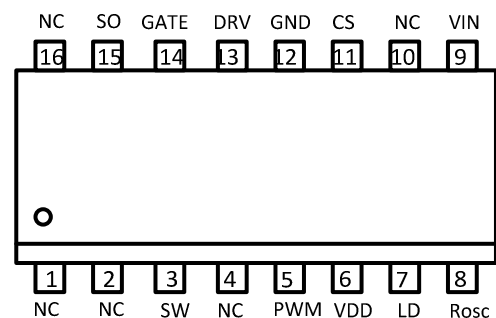 NC SO GATE DRV GND CS NC VIN
16 15 14 13 12 11 10 9
1 2 3 4 5 6 7 8
NC NC SW NC PWM VDD LD Rosc